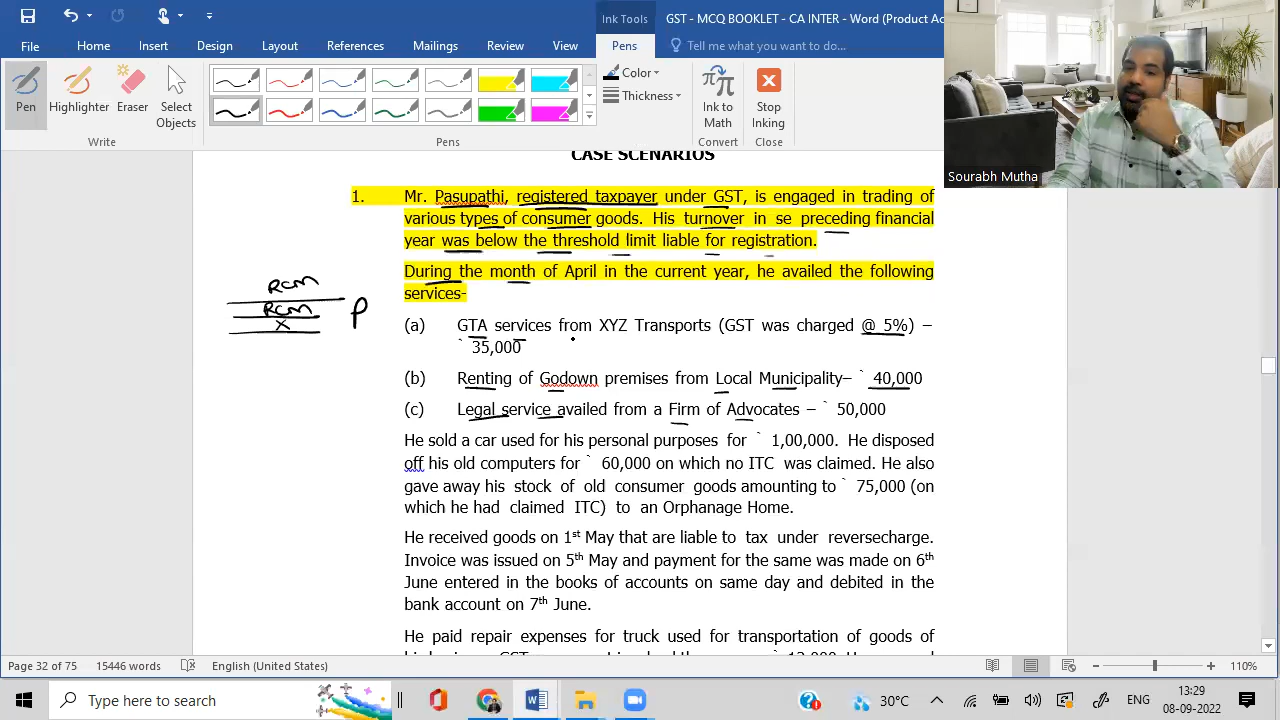 Ink Tools
GST - MCQ BOOKLET - CA INTER - Word (Product Ac
File Home Insert Design Layout References Mailings Review View Pens Tell me what you want to do...
Pen Highlighter Eraser Select Objects
Color
Thickness
Ink to Math
Stop Inking
Write Pens Convert Close
Sourabh Mutha
CASE SCENARIOS
1. Mr. Pasupathi, registered taxpayer under GST, is engaged in trading of
various types of consumer goods. His turnover in se preceding financial
year was below the threshold limit liable for registration.
During the month of April in the current year, he availed the following
services-
RCM
RCM
X
P
(a) GTA services from XYZ Transports (GST was charged @ 5%) –
` 35,000
(b) Renting of Godown premises from Local Municipality– ` 40,000
(c) Legal service availed from a Firm of Advocates – ` 50,000
He sold a car used for his personal purposes for ` 1,00,000. He disposed
off his old computers for ` 60,000 on which no ITC was claimed. He also
gave away his stock of old consumer goods amounting to ` 75,000 (on
which he had claimed ITC) to an Orphanage Home.
He received goods on 1st May that are liable to tax under reversecharge.
Invoice was issued on 5th May and payment for the same was made on 6th
June entered in the books of accounts on same day and debited in the
bank account on 7th June.
He paid repair expenses for truck used for transportation of goods of
Page 32 of 75 15446 words English (United States) 110%
Type here to search
30°C ENG 13:29
08-09-2022